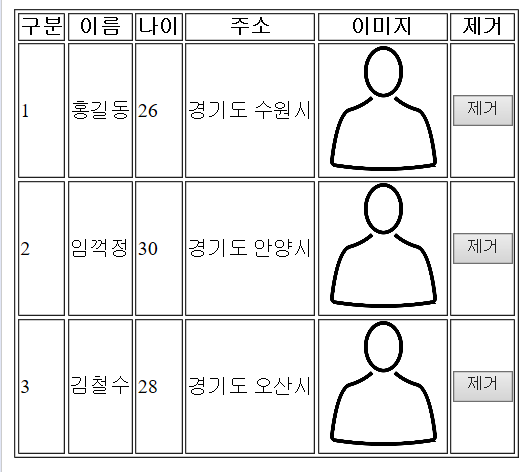 구분 이름 나이 주소 이미지 제거
1 홍길동 26 경기도 수원시 제거
2 임꺽정 30 경기도 안양시 제거
3 김철수 28 경기도 오산시 제거